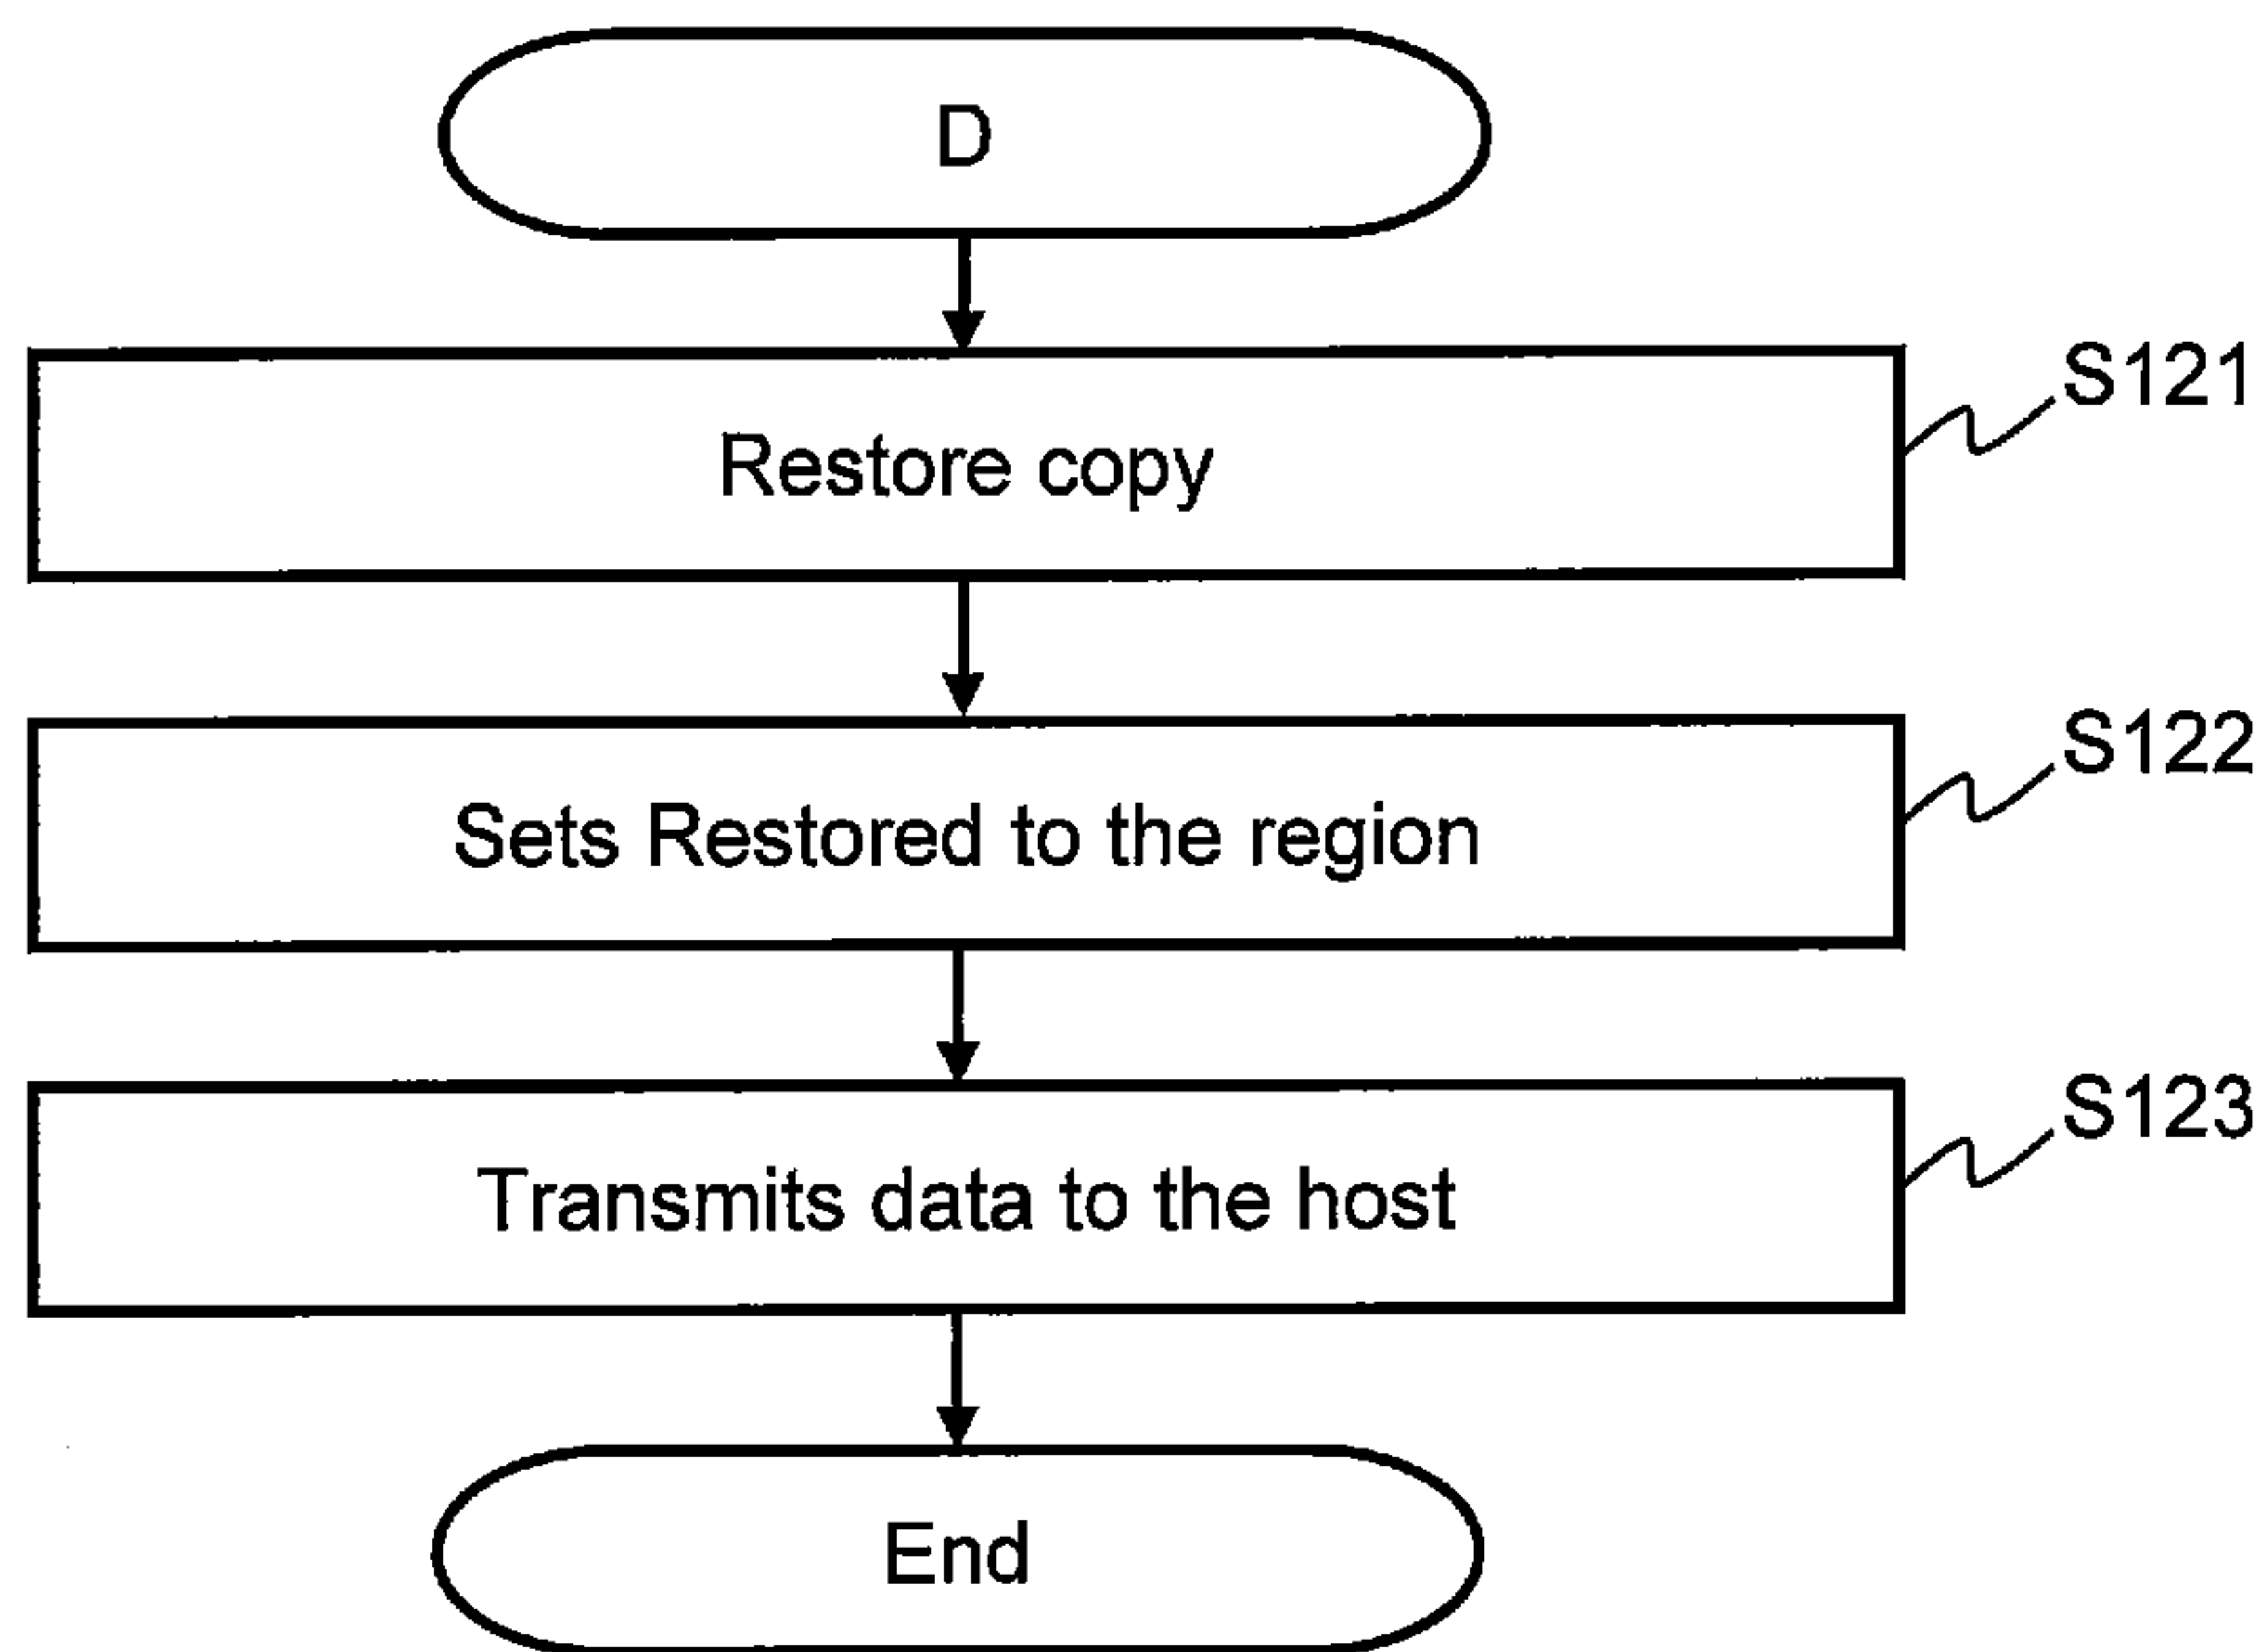 D
S121
Restore copy
S122
Sets Restored to the region
S123
Transmits data to the host
End